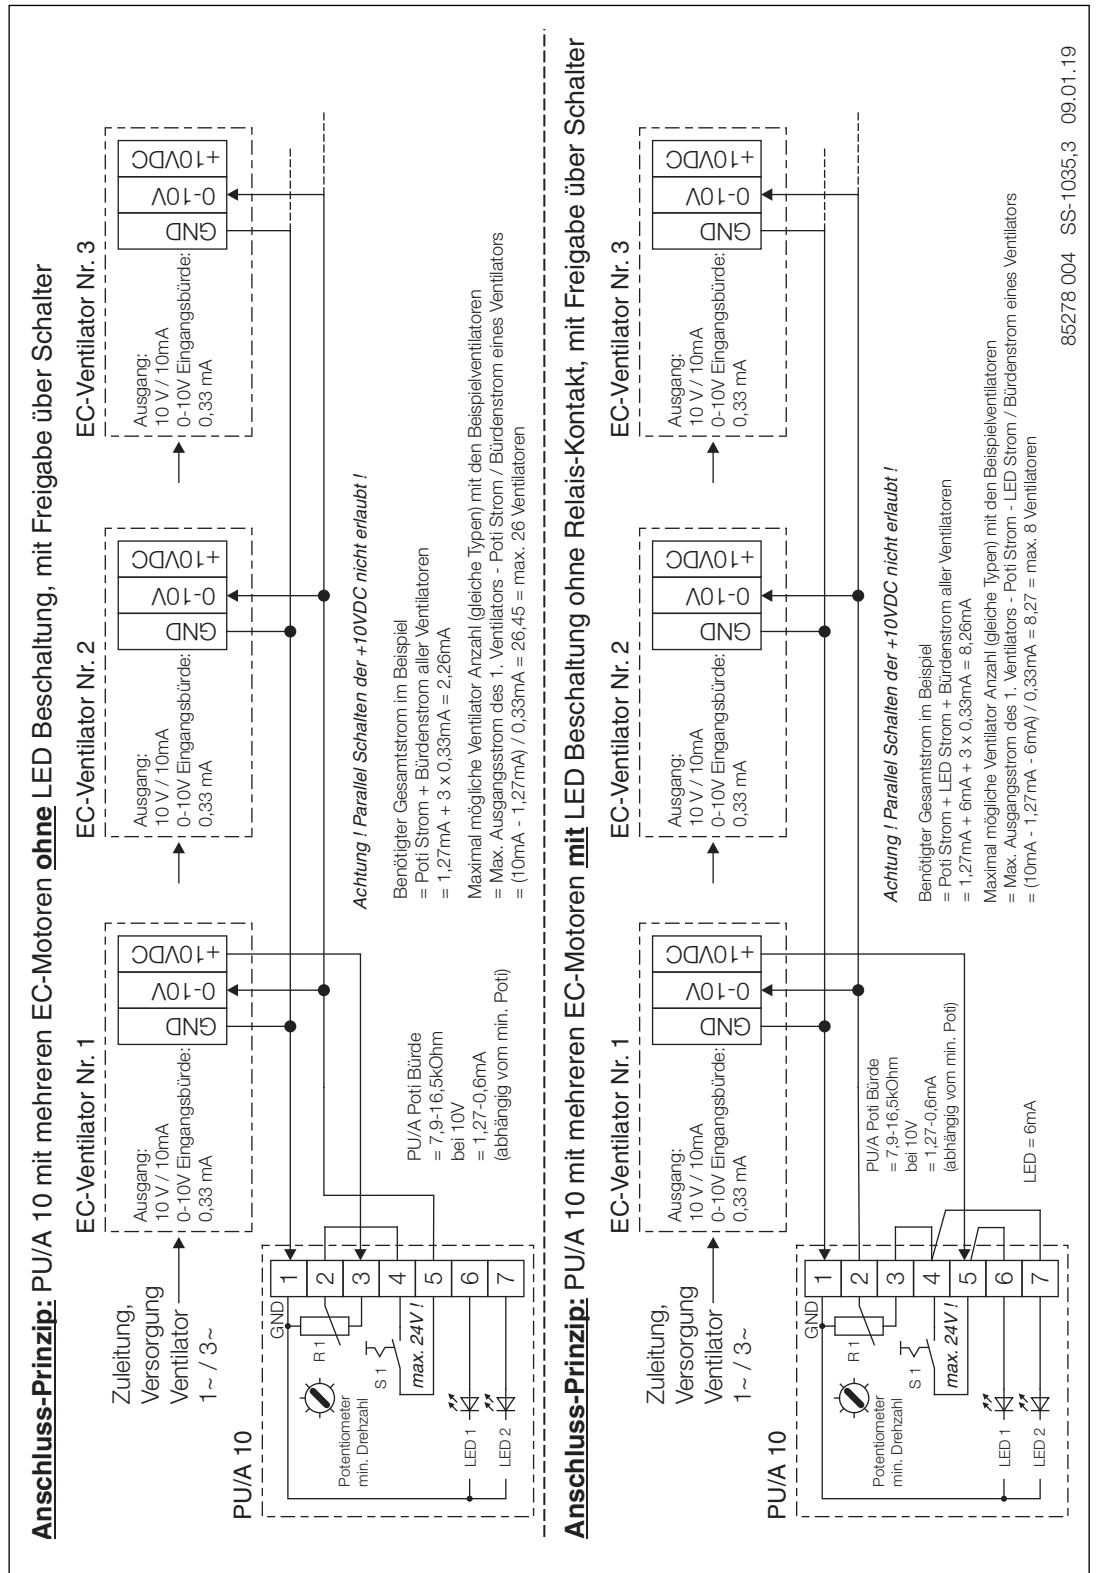 Anschluss-Prinzip: PU/A 10 mit mehreren EC-Motoren ohne LED Beschaltung, mit Freigabe über Schalter
EC-Ventilator Nr. 1
EC-Ventilator Nr. 2
EC-Ventilator Nr. 3
Zuleitung,
Versorgung
Ventilator
1~ / 3~
Ausgang:
10 V / 10mA
0-10V Eingangsbürde:
0,33 mA
GND
0-10V
+10VDC
Ausgang:
10 V / 10mA
0-10V Eingangsbürde:
0,33 mA
GND
0-10V
+10VDC
Ausgang:
10 V / 10mA
0-10V Eingangsbürde:
0,33 mA
GND
0-10V
+10VDC
PU/A 10
Potentiometer
min. Drehzahl
R 1
GND
S 1
max. 24V !
LED 1
LED 2
1
2
3
4
5
6
7
PU/A Poti Bürde
= 7,9-16,5kOhm
bei 10V
= 1,27-0,6mA
(abhängig vom min. Poti)
Achtung ! Parallel Schalten der +10VDC nicht erlaubt !
Benötigter Gesamtstrom im Beispiel
= Poti Strom + Bürdenstrom aller Ventilatoren
= 1,27mA + 3 x 0,33mA = 2,26mA
Maximal mögliche Ventilator Anzahl (gleiche Typen) mit den Beispielventilatoren
= Max. Ausgangsstrom des 1. Ventilators - Poti Strom / Bürdenstrom eines Ventilators
= (10mA - 1,27mA) / 0,33mA = 26,45 = max. 26 Ventilatoren
Anschluss-Prinzip: PU/A 10 mit mehreren EC-Motoren mit LED Beschaltung ohne Relais-Kontakt, mit Freigabe über Schalter
EC-Ventilator Nr. 1
EC-Ventilator Nr. 2
EC-Ventilator Nr. 3
Zuleitung,
Versorgung
Ventilator
1~ / 3~
Ausgang:
10 V / 10mA
0-10V Eingangsbürde:
0,33 mA
GND
0-10V
+10VDC
Ausgang:
10 V / 10mA
0-10V Eingangsbürde:
0,33 mA
GND
0-10V
+10VDC
Ausgang:
10 V / 10mA
0-10V Eingangsbürde:
0,33 mA
GND
0-10V
+10VDC
PU/A 10
Potentiometer
min. Drehzahl
R 1
GND
S 1
max. 24V !
LED 1
LED 2
1
2
3
4
5
6
7
PU/A Poti Bürde
= 7,9-16,5kOhm
bei 10V
= 1,27-0,6mA
(abhängig vom min. Poti)
LED = 6mA
Achtung ! Parallel Schalten der +10VDC nicht erlaubt !
Benötigter Gesamtstrom im Beispiel
= Poti Strom + LED Strom + Bürdenstrom aller Ventilatoren
= 1,27mA + 6mA + 3 x 0,33mA = 8,26mA
Maximal mögliche Ventilator Anzahl (gleiche Typen) mit den Beispielventilatoren
= Max. Ausgangsstrom des 1. Ventilators - Poti Strom - LED Strom / Bürdenstrom eines Ventilators
= (10mA - 1,27mA - 6mA) / 0,33mA = 8,27 = max. 8 Ventilatoren
85278 004 SS-1035,3 09.01.19